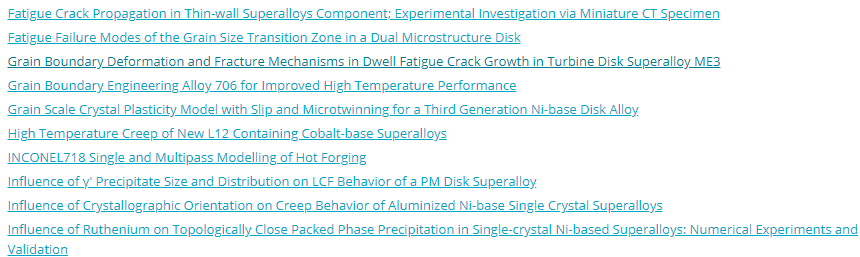 Fatigue Crack Propagation in Thin-wall Superalloys Component; Experimental Investigation via Miniature CT Specimen
Fatigue Failure Modes of the Grain Size Transition Zone in a Dual Microstructure Disk
Grain Boundary Deformation and Fracture Mechanisms in Dwell Fatigue Crack Growth in Turbine Disk Superalloy ME3
Grain Boundary Engineering Alloy 706 for Improved High Temperature Performance
Grain Scale Crystal Plasticity Model with Slip and Microtwinning for a Third Generation Ni-base Disk Alloy
High Temperature Creep of New L12 Containing Cobalt-base Superalloys
INCONEL718 Single and Multipass Modelling of Hot Forging
Influence of γ' Precipitate Size and Distribution on LCF Behavior of a PM Disk Superalloy
Influence of Crystallographic Orientation on Creep Behavior of Aluminized Ni-base Single Crystal Superalloys
Influence of Ruthenium on Topologically Close Packed Phase Precipitation in Single-crystal Ni-based Superalloys: Numerical Experiments and
Validation